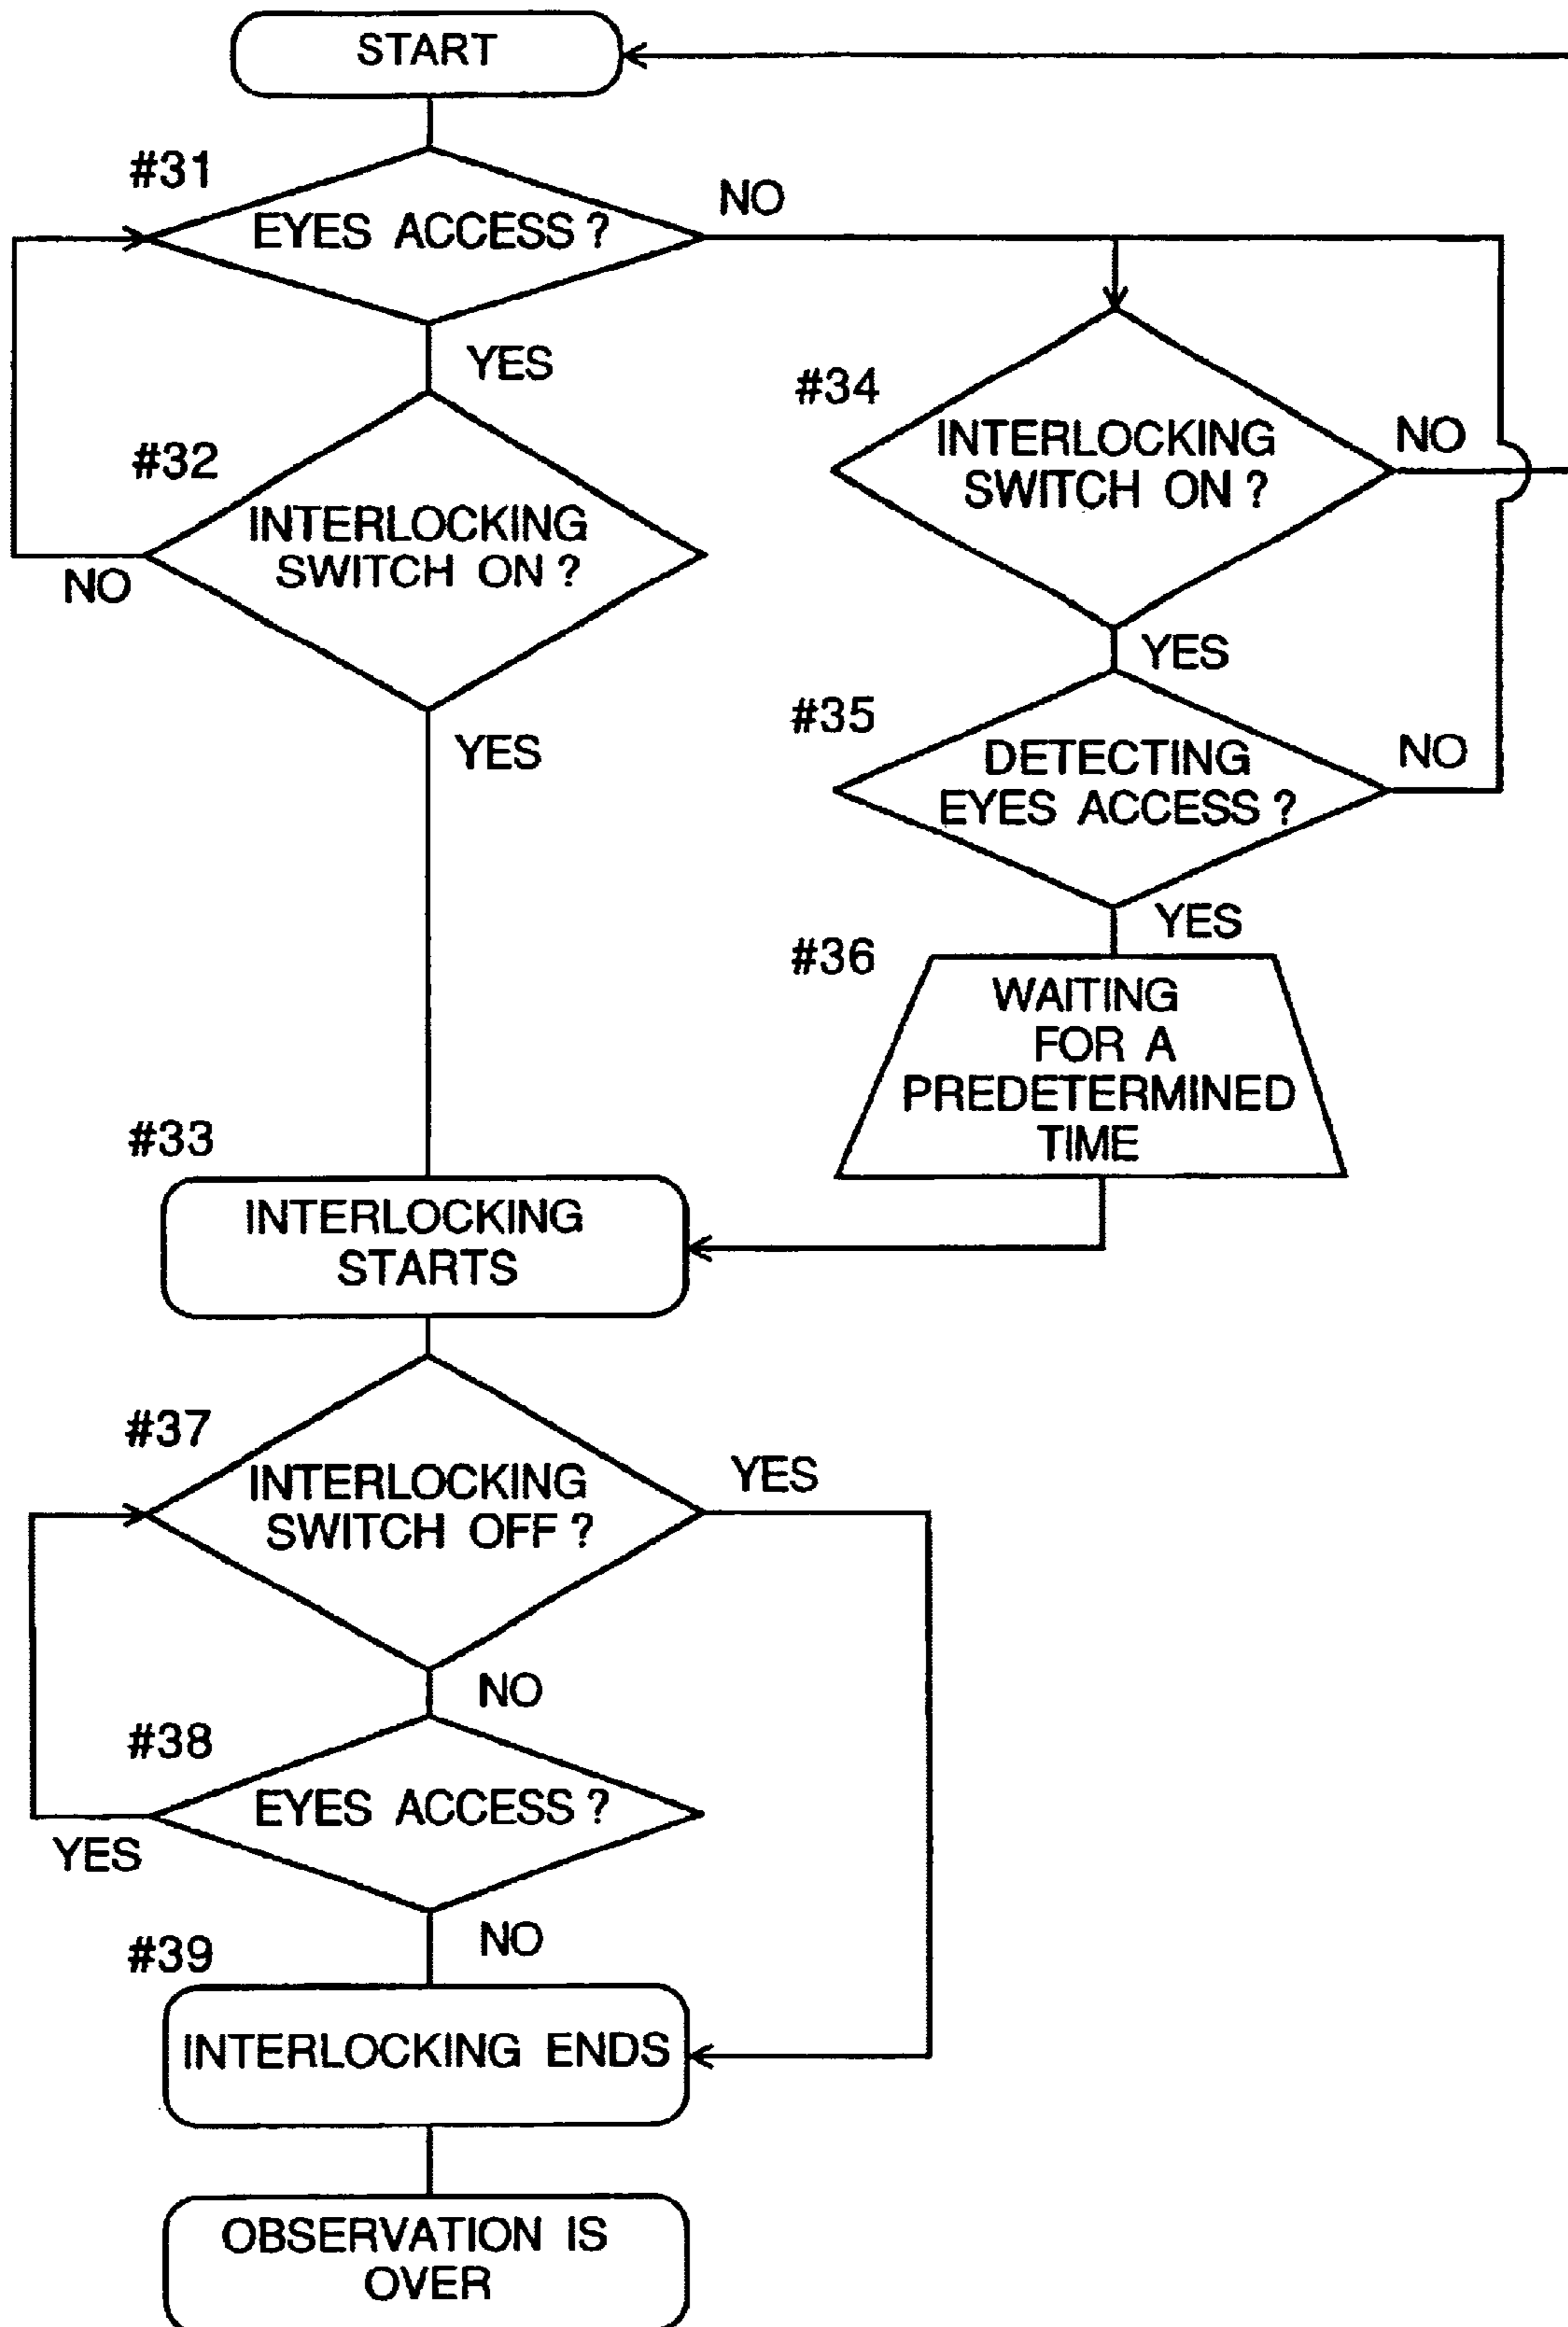 START
#31
EYES ACCESS ?
NO
YES
#32
INTERLOCKING
SWITCH ON ?
NO
YES
#34
INTERLOCKING
SWITCH ON ?
NO
YES
#35
DETECTING
EYES ACCESS ?
NO
YES
#36
WAITING
FOR A
PREDETERMINED
TIME
#33
INTERLOCKING
STARTS
#37
INTERLOCKING
SWITCH OFF ?
YES
NO
#38
EYES ACCESS ?
YES
NO
#39
INTERLOCKING ENDS
OBSERVATION IS
OVER